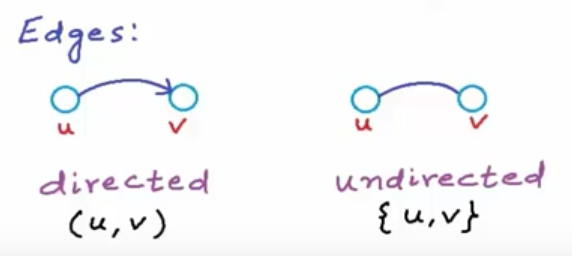 Edges:
u v u v
directed undirected
(u,v) {u,v}